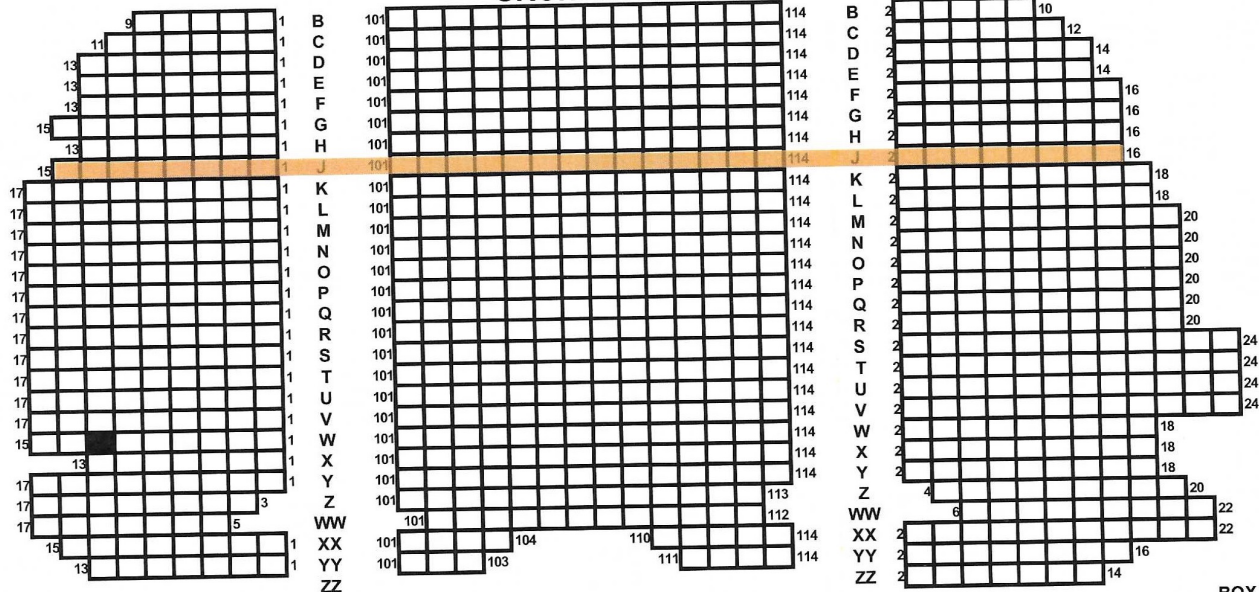 9 1 B 101 114 B 2 10
11 1 C 101 114 C 2 12
13 1 D 101 114 D 2 14
13 1 E 101 114 E 2 14
13 1 F 101 114 F 2 16
15 1 G 101 114 G 2 16
13 1 H 101 114 H 2 16
15 1 J 101 114 J 2 16
17 1 K 101 114 K 2 18
17 1 L 101 114 L 2 18
17 1 M 101 114 M 2 20
17 1 N 101 114 N 2 20
17 1 O 101 114 O 2 20
17 1 P 101 114 P 2 20
17 1 Q 101 114 Q 2 20
17 1 R 101 114 R 2 20
17 1 S 101 114 S 2 24
17 1 T 101 114 T 2 24
17 1 U 101 114 U 2 24
17 1 V 101 114 V 2 24
15 1 W 101 114 W 2 18
13 1 X 101 114 X 2 18
17 1 Y 101 114 Y 2 18
17 3 Z 101 113 Z 4 20
17 5 WW 101 112 WW 6 22
15 1 XX 101 104 110 114 XX 2 22
13 1 YY 101 103 111 114 YY 2 16
ZZ ZZ 2 14
BOX